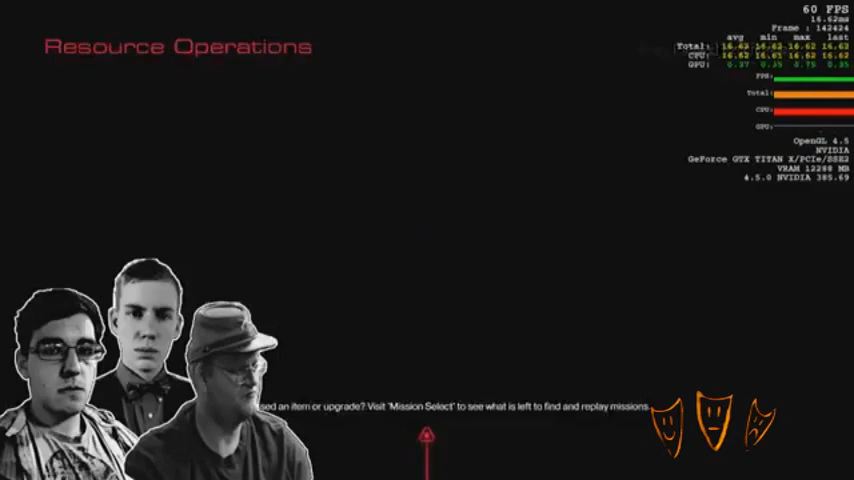 60 FPS
16.62ms
Resource Operations
Frame : 142424
avg min max last
Total: 16.63 16.62 16.62 16.62
CPU: 16.62 16.61 16.62 16.62
GPU: 0.37 0.35 0.75 0.35
FPS:
Total:
CPU:
GPU:
OpenGL 4.5
NVIDIA
GeForce GTX TITAN X/PCIe/SSE2
VRAM 12288 MB
4.5.0 NVIDIA 385.69
an item or upgrade? Visit 'Mission Select' to see what is left to find and replay missions.